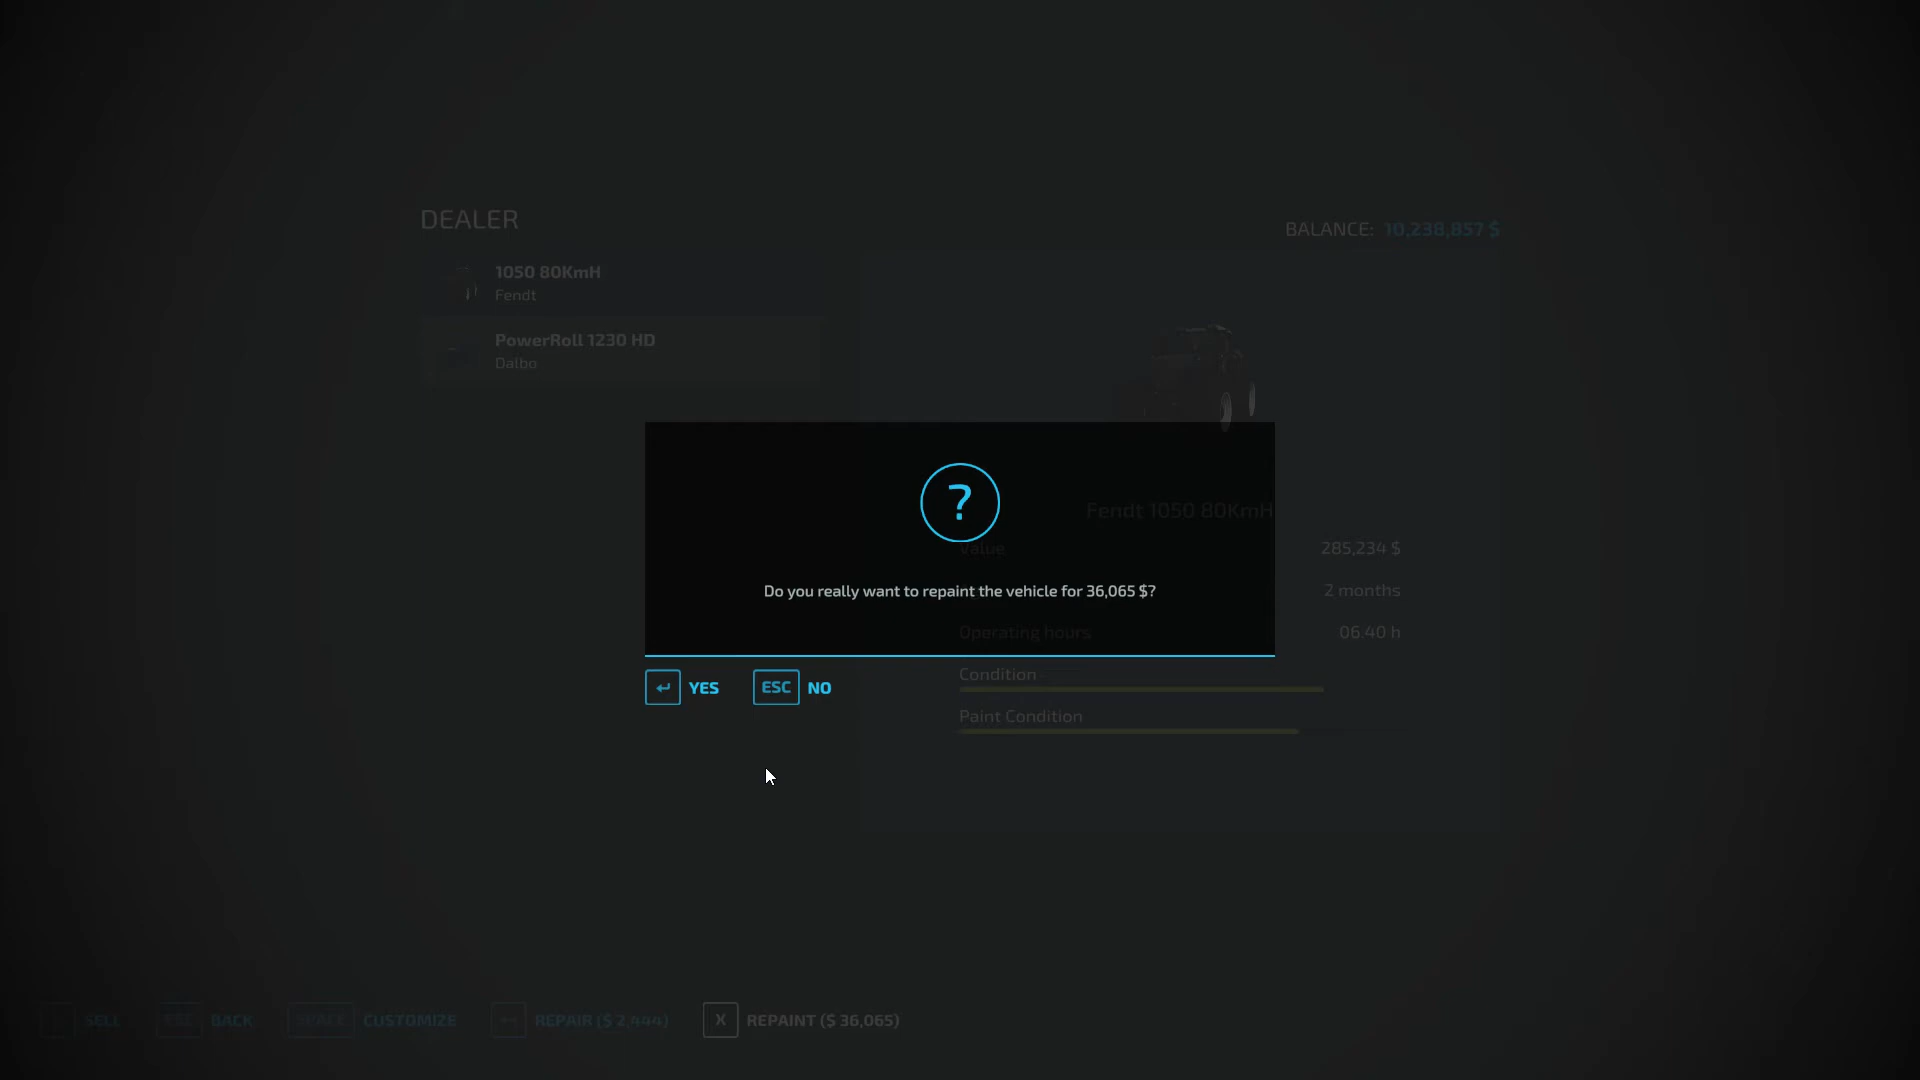 DEALER
BALANCE: 10,238,857 $
1050 80KmH
Fendt
PowerRoll 1230 HD
Dalbo
?
Fendt 1050 80KmH
Value 285,234 $
Do you really want to repaint the vehicle for 36,065 $?
2 months
Operating hours 06.40 h
Condition
YES ESC NO
Paint Condition
SELL ESC BACK SPACE CUSTOMIZE REPAIR ($ 2,444) X REPAINT ($ 36,065)